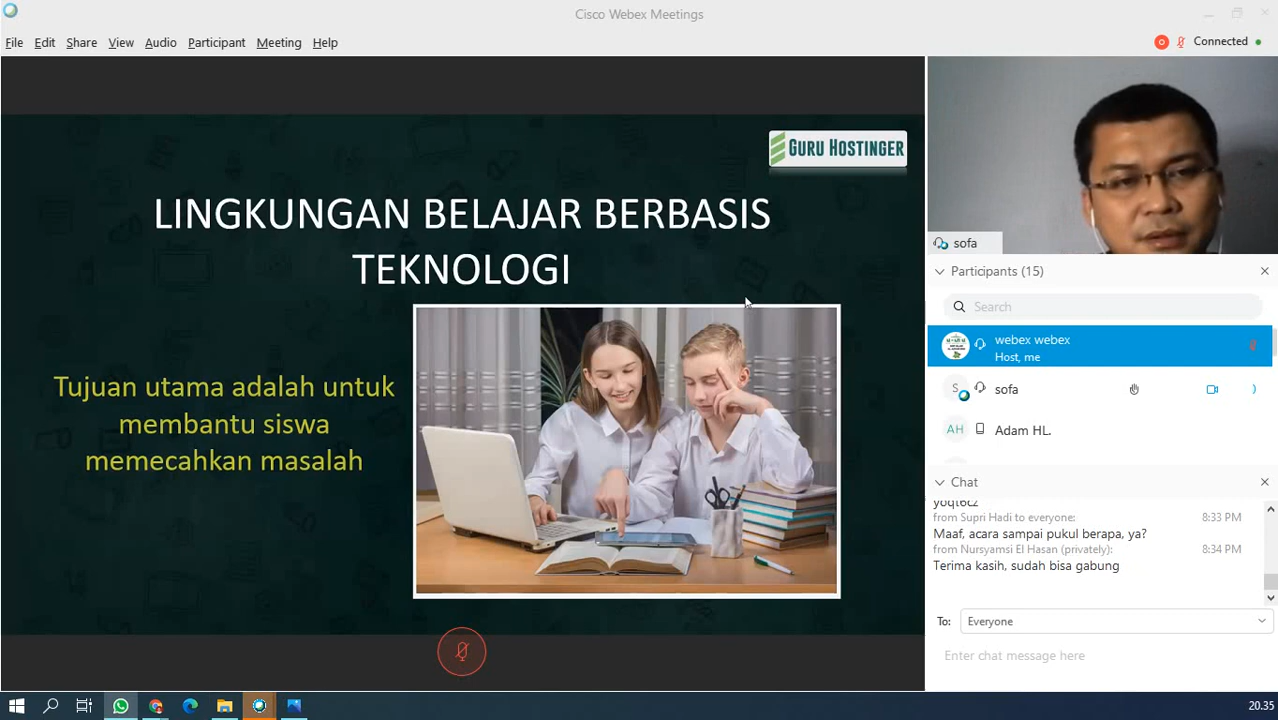 Cisco Webex Meetings
File Edit Share View Audio Participant Meeting Help
Connected
GURU HOSTINGER
LINGKUNGAN BELAJAR BERBASIS
TEKNOLOGI
Tujuan utama adalah untuk
membantu siswa
memecahkan masalah
sofa
Participants (15)
Search
webex webex
Host, me
S
sofa
AH
Adam HL.
Chat
from Supri Hadi to everyone: 8:33 PM
Maaf, acara sampai pukul berapa, ya?
from Nursyamsi El Hasan (privately): 8:34 PM
Terima kasih, sudah bisa gabung
To: Everyone
Enter chat message here
20.35